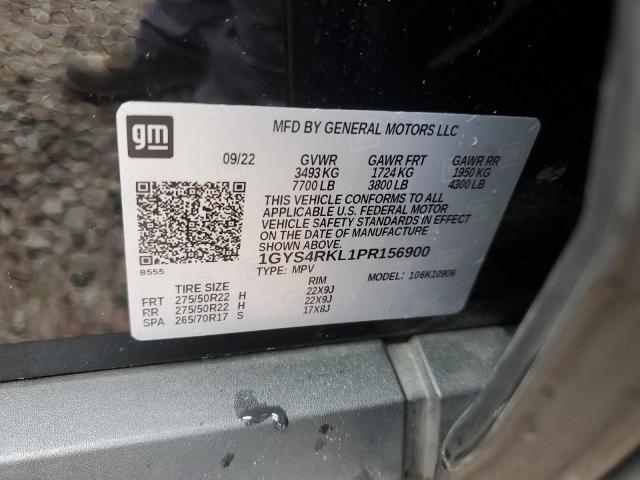 gm
MFD BY GENERAL MOTORS LLC
09/22 GVWR GAWR FRT GAWR RR
3493 KG 1724 KG 1950 KG
7700 LB 3800 LB 4300 LB
THIS VEHICLE CONFORMS TO ALL
APPLICABLE U.S. FEDERAL MOTOR
VEHICLE SAFETY STANDARDS IN EFFECT
ON THE DATE OF MANUFACTURE
SHOWN ABOVE.
1GYS4RKL1PR156900
8555 TYPE: MPV MODEL: 106K10906
TIRE SIZE RIM
FRT 275/50R22 H 22X9J
RR 275/50R22 H 22X9J
SPA 265/70R17 S 17X8J